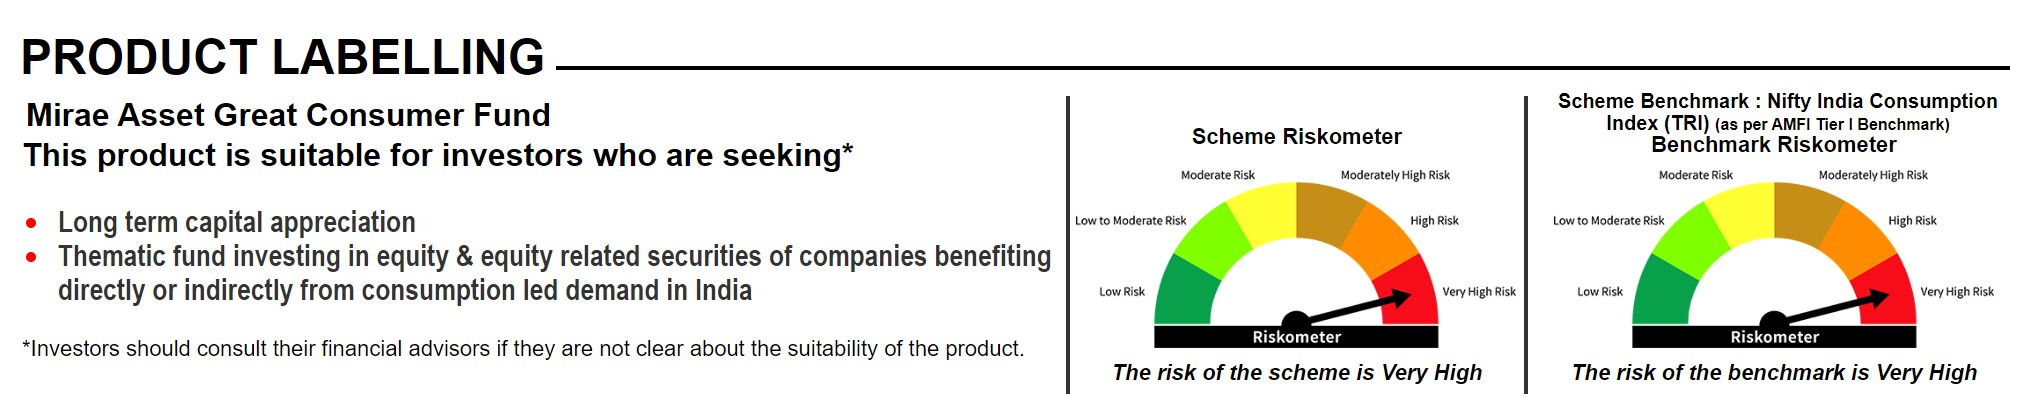 PRODUCT LABELLING
Mirae Asset Great Consumer Fund
This product is suitable for investors who are seeking*
• Long term capital appreciation
• Thematic fund investing in equity & equity related securities of companies benefiting
directly or indirectly from consumption led demand in India
*Investors should consult their financial advisors if they are not clear about the suitability of the product.
Scheme Riskometer
Moderate Risk
Moderately High Risk
Low to Moderate Risk
High Risk
Low Risk
Very High Risk
Riskometer
The risk of the scheme is Very High
Scheme Benchmark : Nifty India Consumption
Index (TRI) (as per AMFI Tier I Benchmark)
Benchmark Riskometer
Moderate Risk
Moderately High Risk
Low to Moderate Risk
High Risk
Low Risk
Very High Risk
Riskometer
The risk of the benchmark is Very High